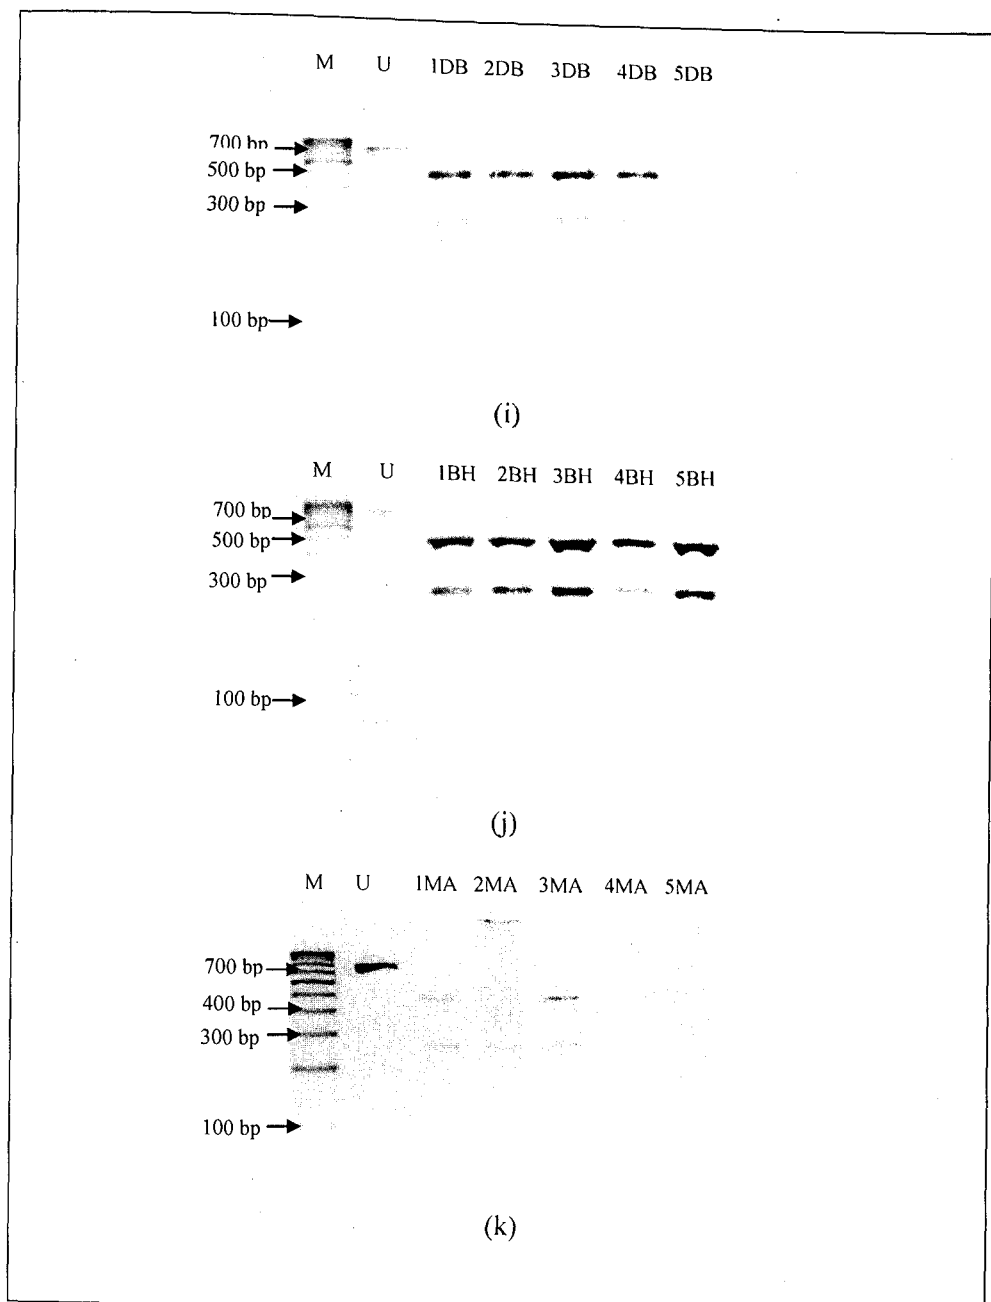 M U 1DB 2DB 3DB 4DB 5DB
700 bp
500 bp
300 bp
100 bp
(i)
M U 1BH 2BH 3BH 4BH 5BH
700 bp
500 bp
300 bp
100 bp
(j)
M U 1MA 2MA 3MA 4MA 5MA
700 bp
400 bp
300 bp
100 bp
(k)